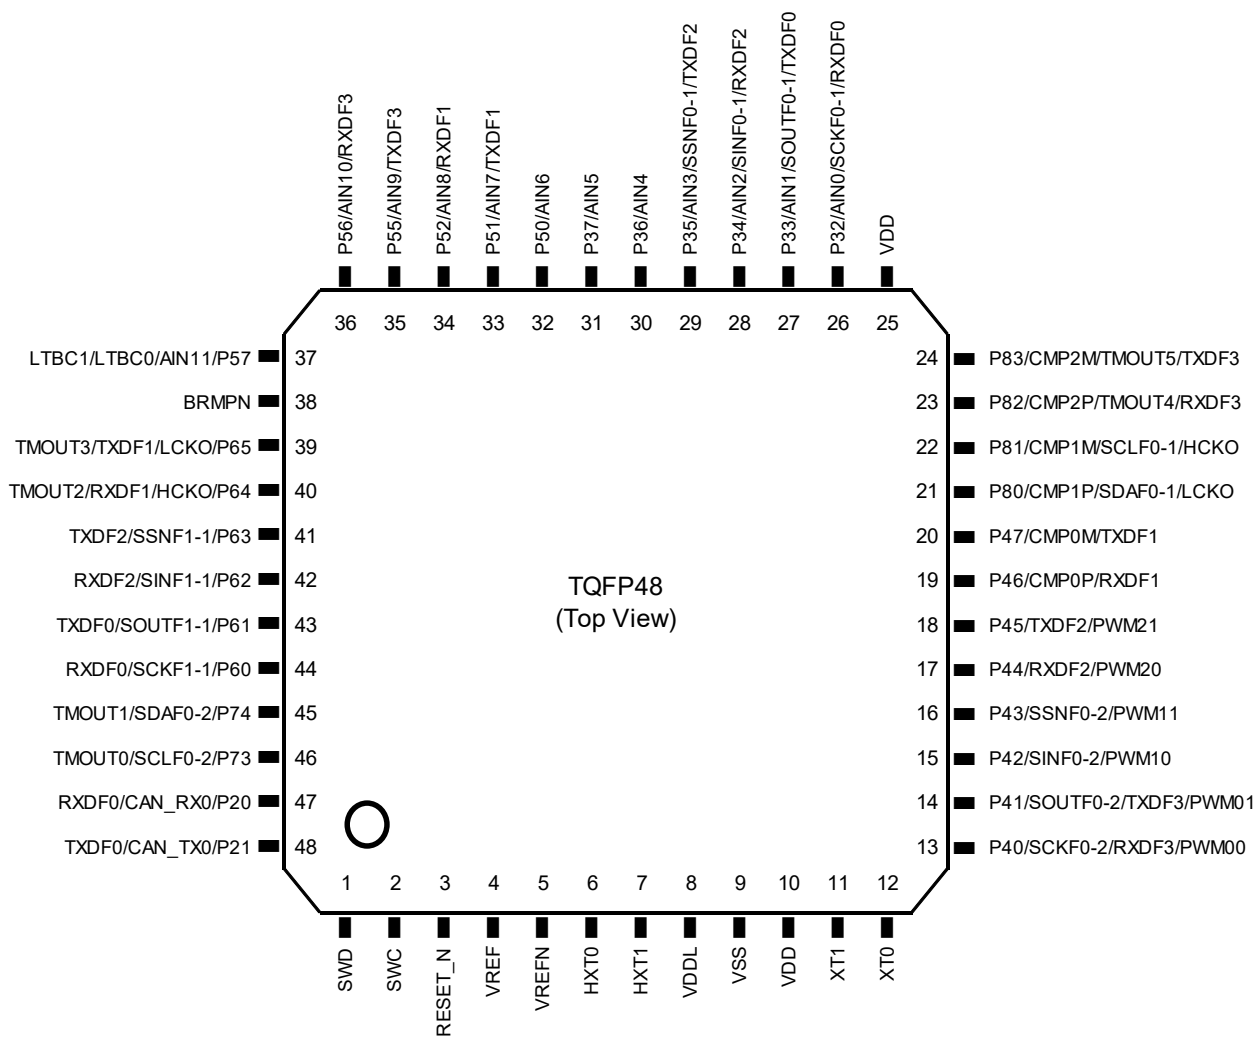 P56/AIN10/RXDF3
P55/AIN9/TXDF3
P52/AIN8/RXDF1
P51/AIN7/TXDF1
P50/AIN6
P37/AIN5
P36/AIN4
P35/AIN3/SSNF0-1/TXDF2
P34/AIN2/SINF0-1/RXDF2
P33/AIN1/SOUTF0-1/TXDF0
P32/AIN0/SCKF0-1/RXDF0
VDD
36 35 34 33 32 31 30 29 28 27 26 25
LTBC1/LTBC0/AIN11/P57 37
BRMPN 38
TMOUT3/TXDF1/LCKO/P65 39
TMOUT2/RXDF1/HCKO/P64 40
TXDF2/SSNF1-1/P63 41
RXDF2/SINF1-1/P62 42
TXDF0/SOUTF1-1/P61 43
RXDF0/SCKF1-1/P60 44
TMOUT1/SDAF0-2/P74 45
TMOUT0/SCLF0-2/P73 46
RXDF0/CAN_RX0/P20 47
TXDF0/CAN_TX0/P21 48
TQFP48
(Top View)
24 P83/CMP2M/TMOUT5/TXDF3
23 P82/CMP2P/TMOUT4/RXDF3
22 P81/CMP1M/SCLF0-1/HCKO
21 P80/CMP1P/SDAF0-1/LCKO
20 P47/CMP0M/TXDF1
19 P46/CMP0P/RXDF1
18 P45/TXDF2/PWM21
17 P44/RXDF2/PWM20
16 P43/SSNF0-2/PWM11
15 P42/SINF0-2/PWM10
14 P41/SOUTF0-2/TXDF3/PWM01
13 P40/SCKF0-2/RXDF3/PWM00
1 2 3 4 5 6 7 8 9 10 11 12
SWD
SWC
RESET_N
VREF
VREFN
HXT0
HXT1
VDDL
VSS
VDD
XT1
XT0